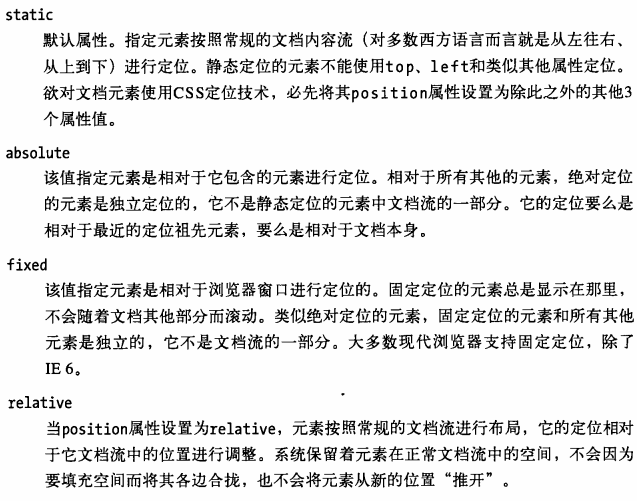 static
默认属性。指定元素按照常规的文档内容流（对多数西方语言而言就是从左往右、
从上到下）进行定位。静态定位的元素不能使用top、left和类似其他属性定位。
欲对文档元素使用CSS定位技术，必先将其position属性设置为除此之外的其他3
个属性值。
absolute
该值指定元素是相对于它包含的元素进行定位。相对于所有其他的元素，绝对定位
的元素是独立定位的，它不是静态定位的元素中文档流的一部分。它的定位要么是
相对于最近的定位祖先元素，要么是相对于文档本身。
fixed
该值指定元素是相对于浏览器窗口进行定位的。固定定位的元素总是显示在那里，
不会随着文档其他部分而滚动。类似绝对定位的元素，固定定位的元素和所有其他
元素是独立的，它不是文档流的一部分。大多数现代浏览器支持固定定位，除了
IE 6。
relative
当position属性设置为relative，元素按照常规的文档流进行布局，它的定位相对
于它文档流中的位置进行调整。系统保留着元素在正常文档流中的空间，不会因为
要填充空间而将其各边合拢，也不会将元素从新的位置“推开”。